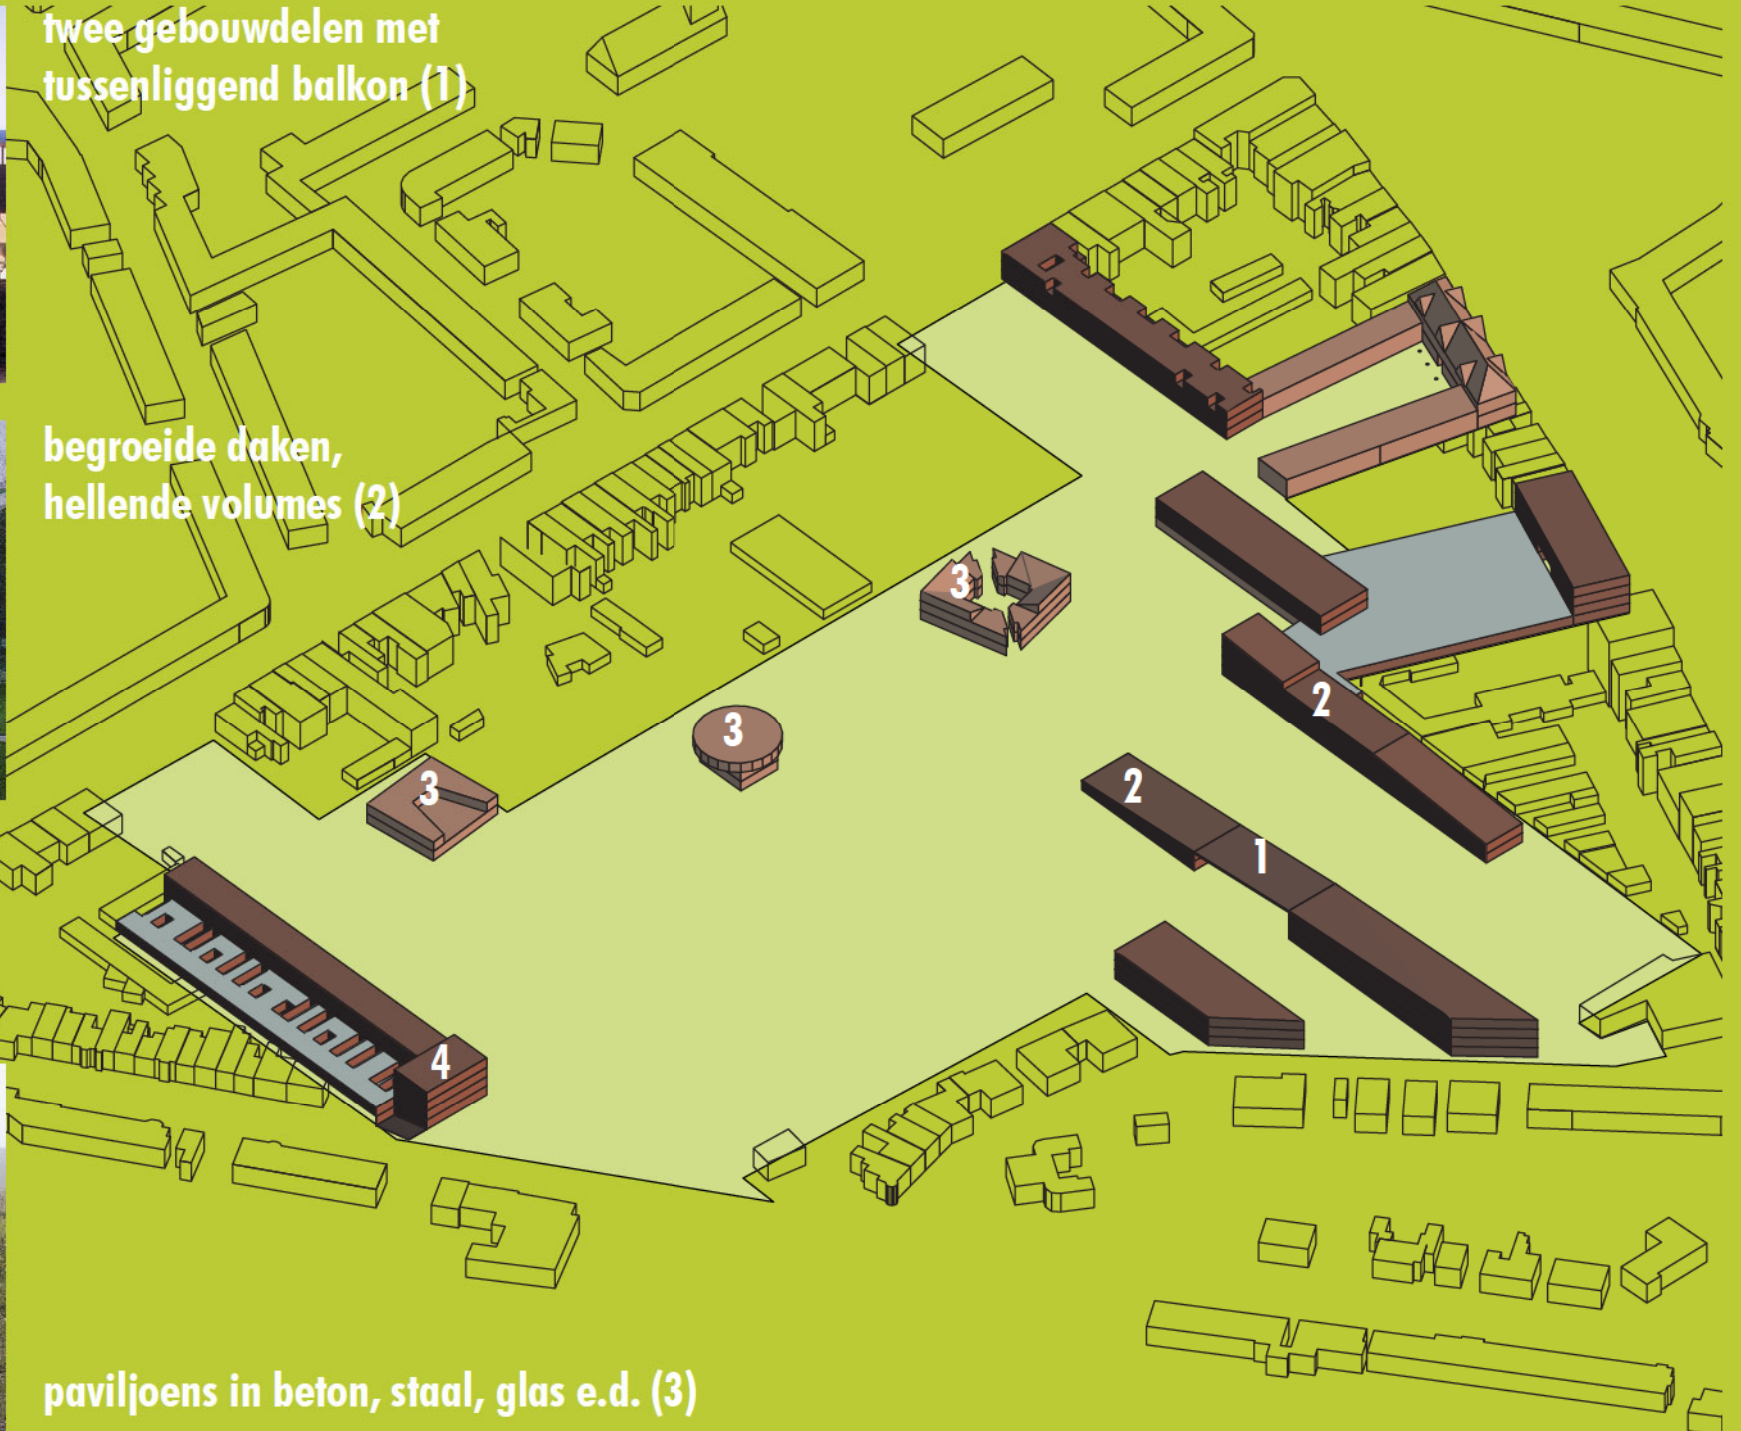 twee gebouwdelen met
tussenliggend balkon (1)
begroeide daken,
hellende volumes (2)
3
3
2
3
2
1
4
paviljoens in beton, staal, glas e.d. (3)